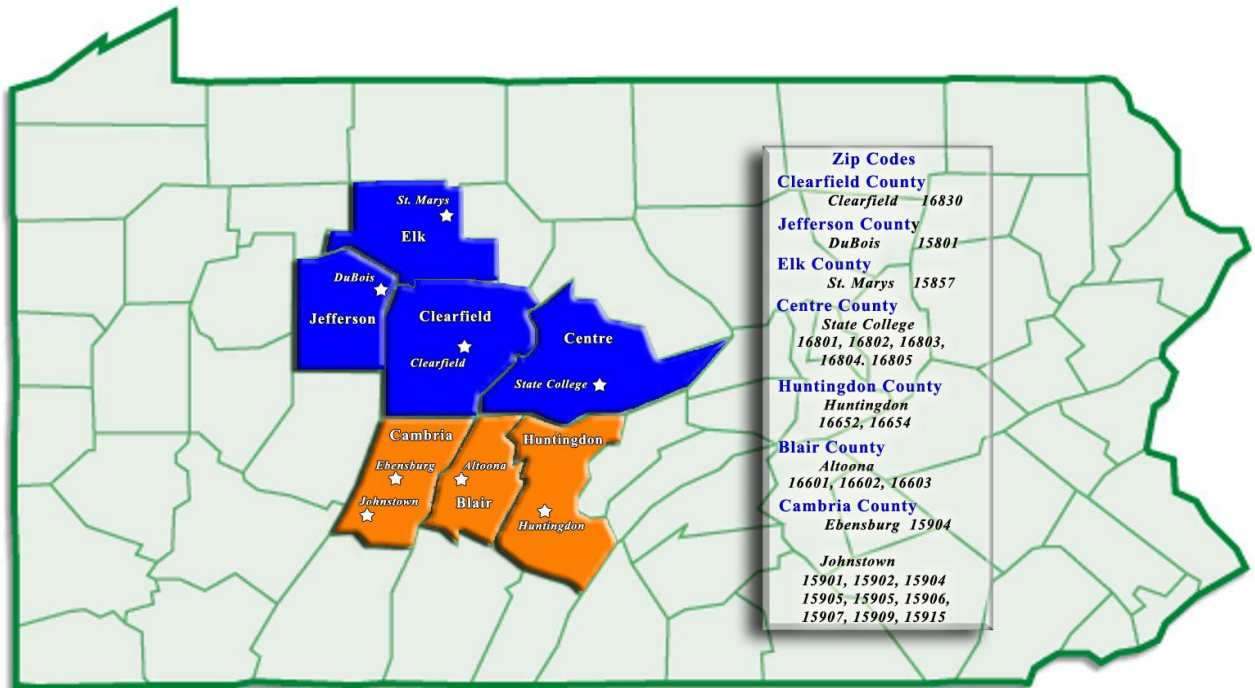 St. Marys
Elk
DuBois
Jefferson
Clearfield
Clearfield
Centre
State College
Cambria
Ebensburg
Johnstown
Altoona
Blair
Huntingdon
Huntingdon
Zip Codes
Clearfield County
Clearfield 16830
Jefferson County
DuBois 15801
Elk County
St. Marys 15857
Centre County
State College
16801, 16802, 16803,
16804. 16805
Huntingdon County
Huntingdon
16652, 16654
Blair County
Altoona
16601, 16602, 16603
Cambria County
Ebensburg 15904
Johnstown
15901, 15902, 15904
15905, 15905, 15906,
15907, 15909, 15915